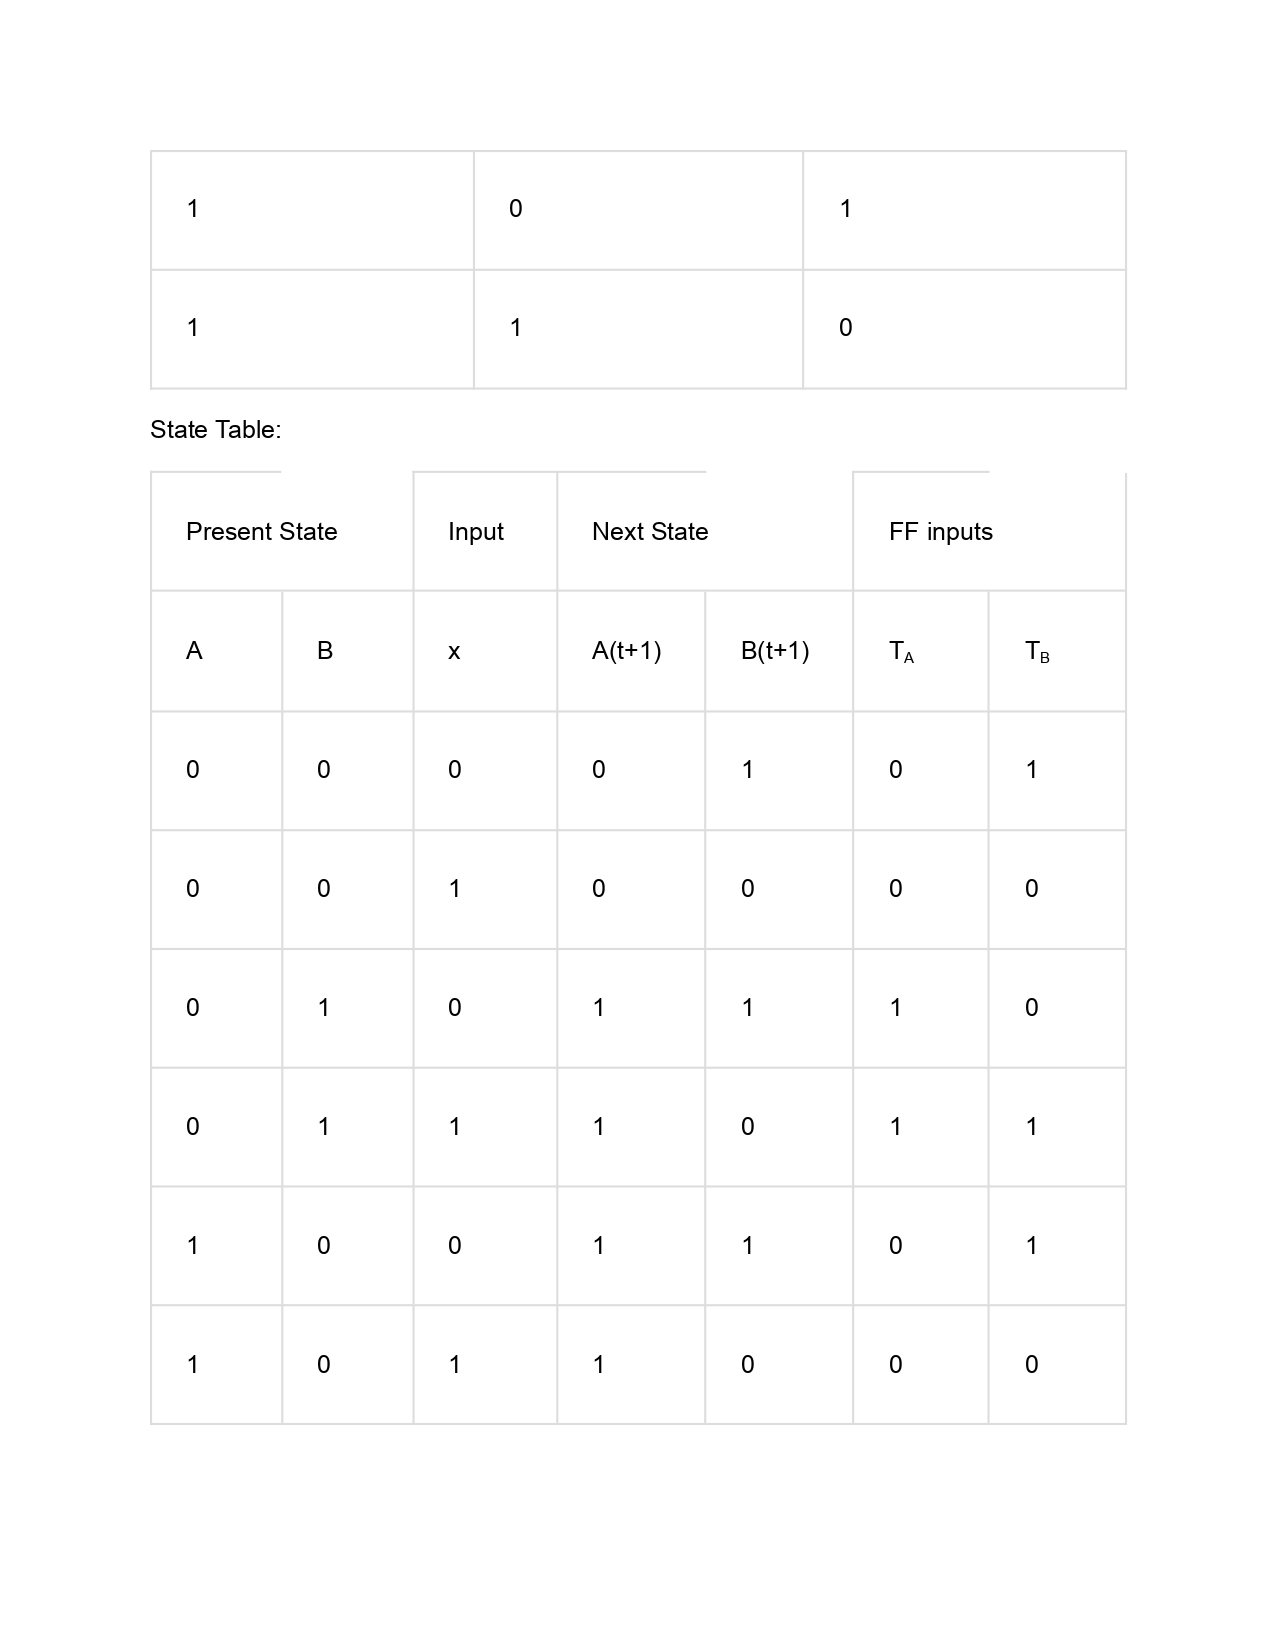 1 0 1
1 1 0
State Table:
Present State Input Next State FF inputs
A B x A(t+1) B(t+1) TA TB
0 0 0 0 1 0 1
0 0 1 0 0 0 0
0 1 0 1 1 1 0
0 1 1 1 0 1 1
1 0 0 1 1 0 1
1 0 1 1 0 0 0